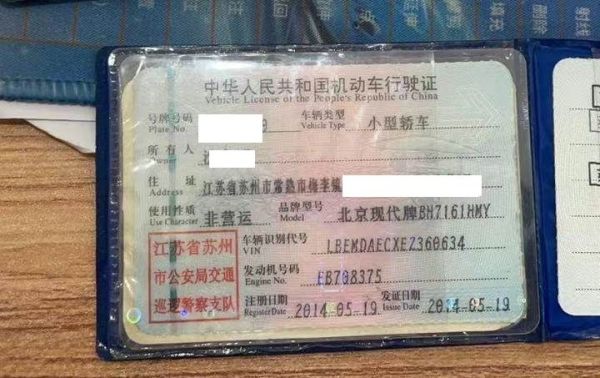 中华人民共和国机动车行驶证
Vehicle License of the People's Republic of China
号牌号码 车辆类型 小型轿车
Plate No. Vehicle Type
所有人
Owner
住址 江苏省苏州市常熟市梅李镇
Address
使用性质 非营运 品牌型号 北京现代牌BH7161HMY
Use Character Model
江苏省苏州
市公安局交通
巡逻警察支队
车辆识别代号 LBEMDAECXEZ360634
VIN
发动机号码 EB708375
Engine No.
注册日期 2014-05-19 发证日期 2014-05-19
Register Date Issue Date